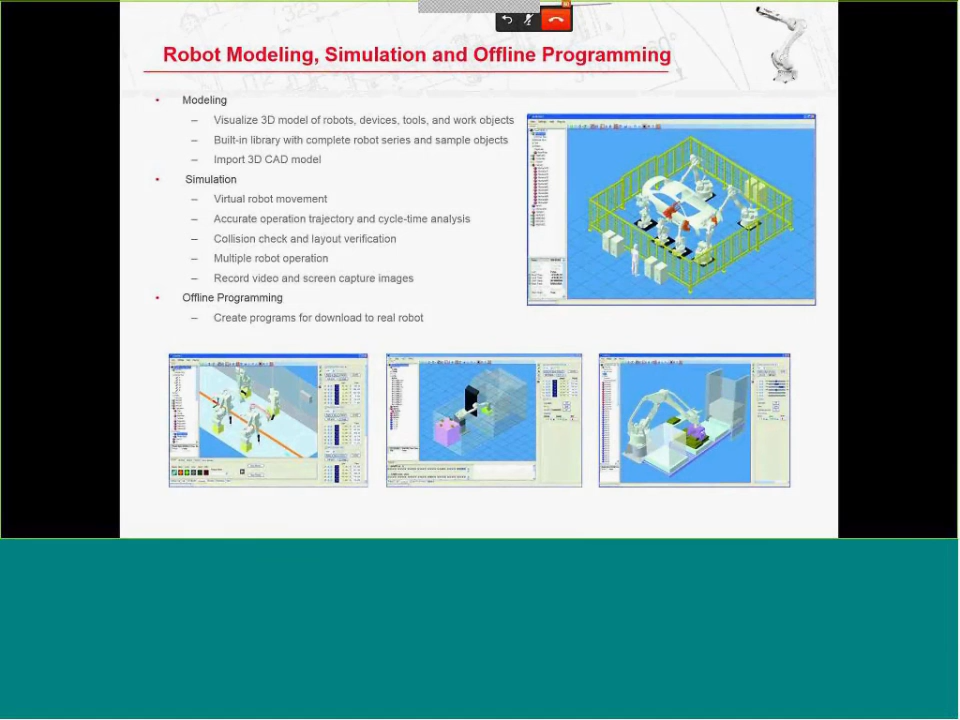 Robot Modeling, Simulation and Offline Programming
• Modeling
– Visualize 3D model of robots, devices, tools, and work objects
– Built-in library with complete robot series and sample objects
– Import 3D CAD model
• Simulation
– Virtual robot movement
– Accurate operation trajectory and cycle-time analysis
– Collision check and layout verification
– Multiple robot operation
– Record video and screen capture images
• Offline Programming
– Create programs for download to real robot